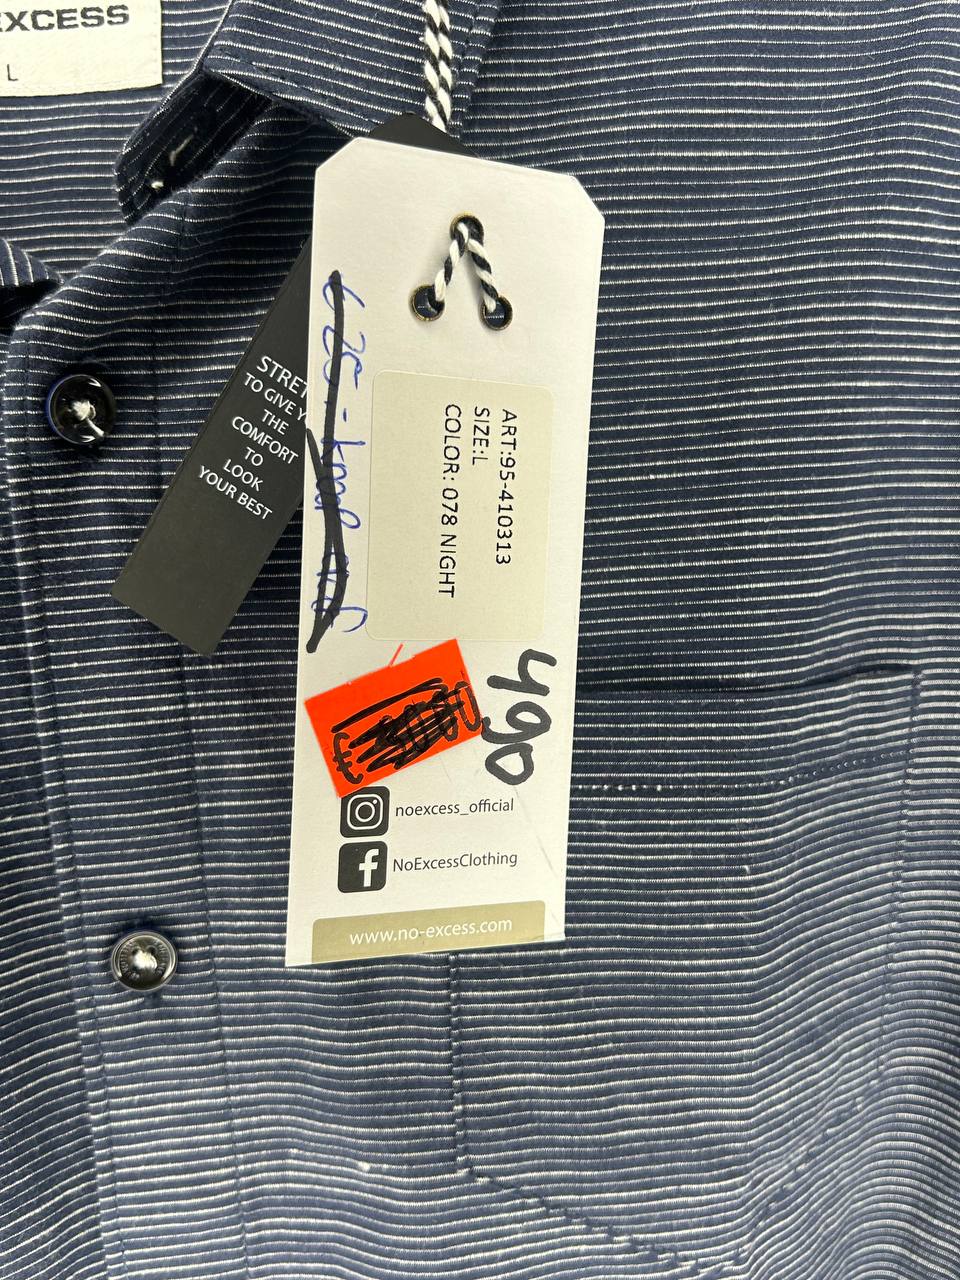 EXCESS
L
STRET
TO GIVE Y
THE
COMFORT
TO
LOOK
YOUR BEST
ART:95-410313
SIZE:L
COLOR: 078 NIGHT
490
noexcess_official
NoExcessClothing
www.no-excess.com